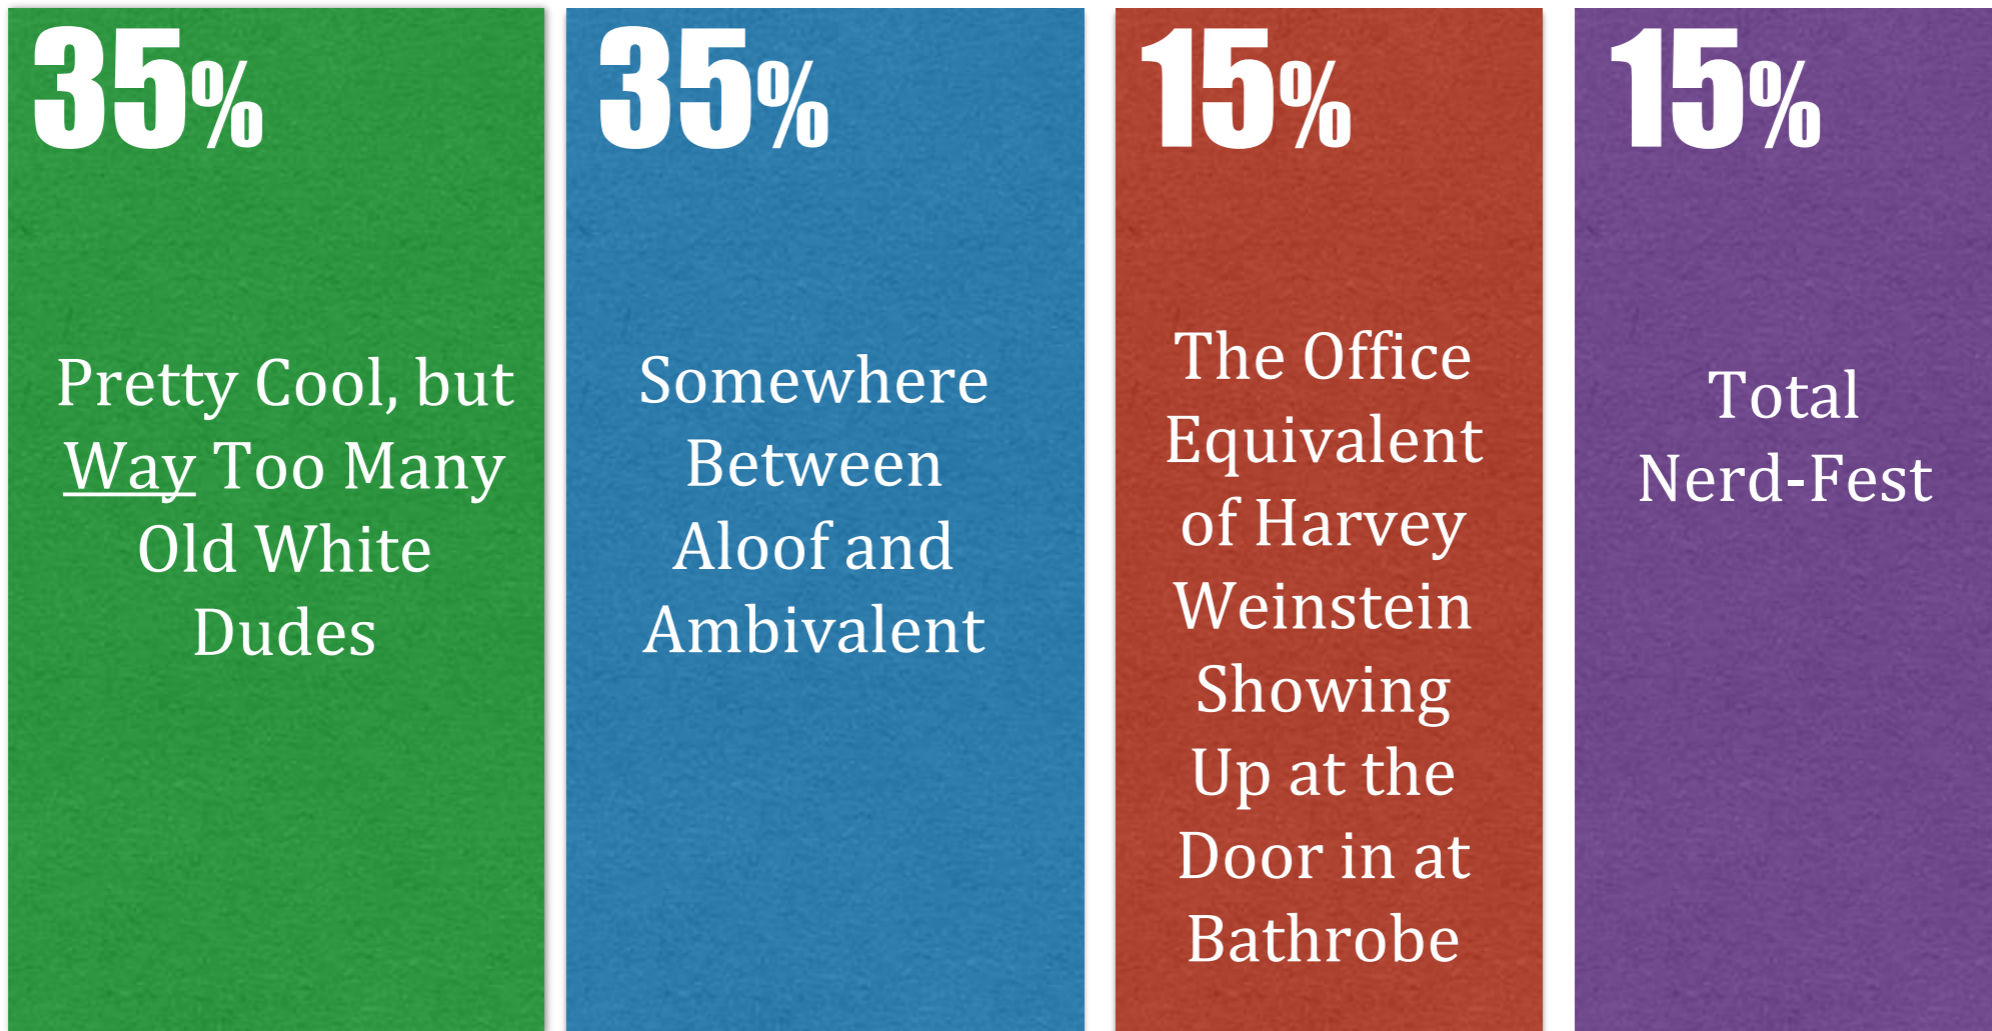 35%
Pretty Cool, but
Way Too Many
Old White
Dudes
35%
Somewhere
Between
Aloof and
Ambivalent
15%
The Office
Equivalent
of Harvey
Weinstein
Showing
Up at the
Door in at
Bathrobe
15%
Total
Nerd-Fest